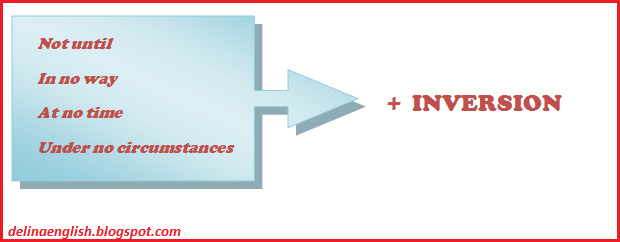 Not until
In no way
At no time
Under no circumstances
+ INVERSION
delinaenglish.blogspot.com